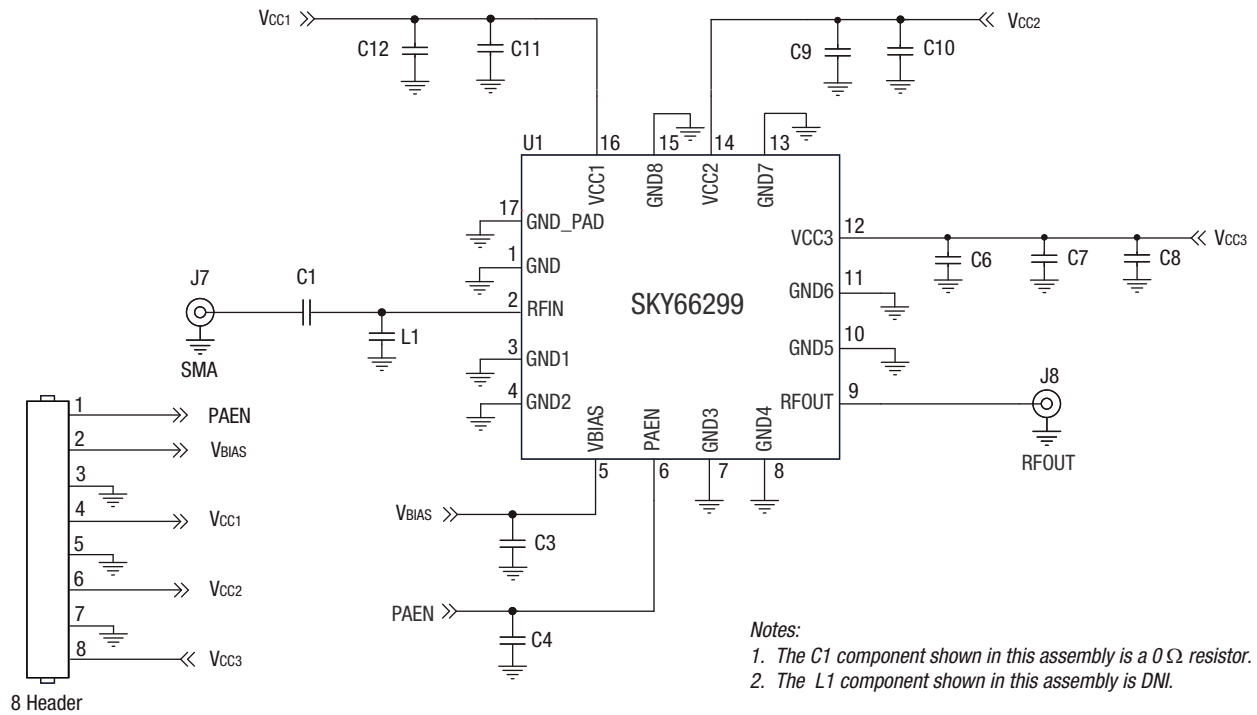 VCC1
VCC2
C12
C11
C9
C10
U1
16
15
14
13
VCC1
GND8
VCC2
GND7
17
GND_PAD
VCC3
12
VCC3
1
GND
C6
C7
C8
J7
C1
2
RFIN
SKY66299
GND6
11
L1
SMA
3
GND1
GND5
10
4
GND2
RFOUT
9
J8
RFOUT
VBIAS
PAEN
GND3
GND4
5
6
7
8
1
PAEN
2
VBIAS
3
4
VCC1
5
6
VCC2
7
8
VCC3
8 Header
VBIAS
C3
PAEN
C4
Notes:
1. The C1 component shown in this assembly is a 0 Ω resistor.
2. The L1 component shown in this assembly is DNI.